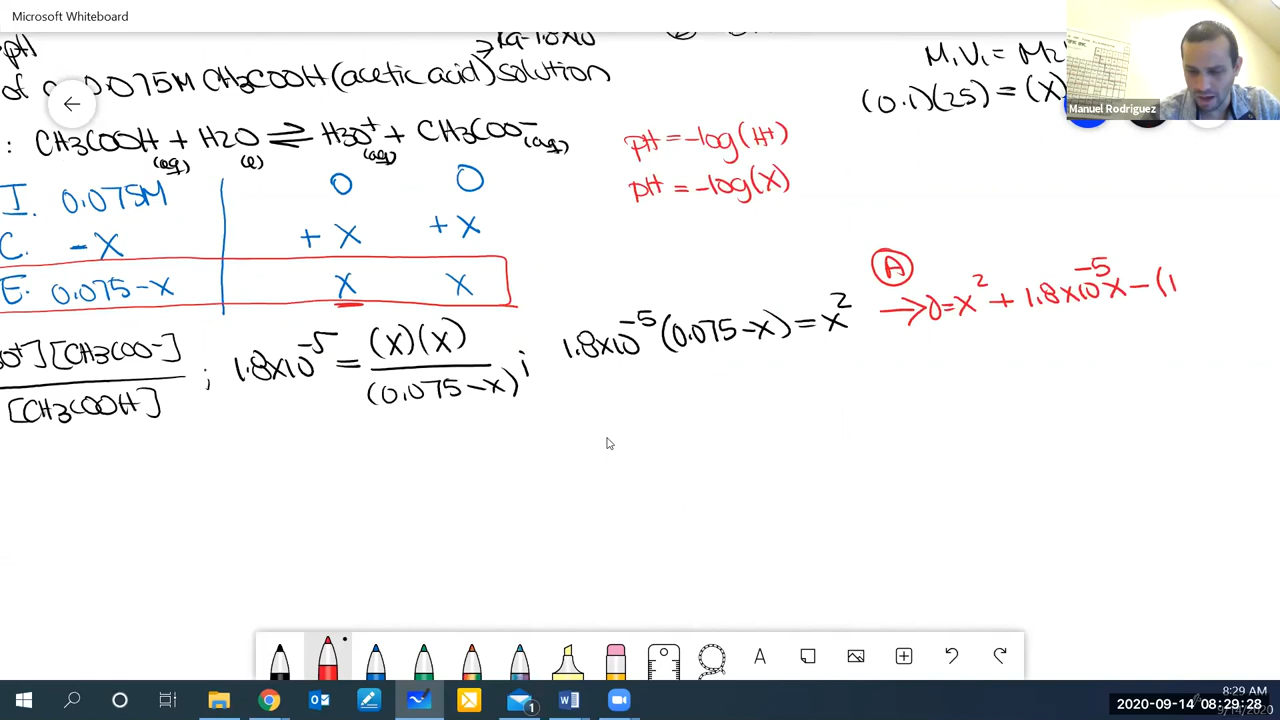 Microsoft Whiteboard
pH
of a 0.075M CH3COOH (acetic acid) solution
M1V1 = M2
(0.1)(25) = (X)
Manuel Rodriguez
: CH3COOH + H2O ⇌ H3O+ + CH3COO-(aq)
(aq) (l) (aq)
pH = -log(H+)
pH = -log(X)
I. 0.075M 0 0
C. -X +X +X
E. 0.075-X X X
A
→ 0 = X² + 1.8x10⁻⁵X - (1
[CH3COO-]
[CH3COOH]
; 1.8x10⁻⁵ = (X)(X)
(0.075-X) ;
1.8x10⁻⁵ (0.075-X) = X²
8:29 AM
2020-09-14 08:29:28